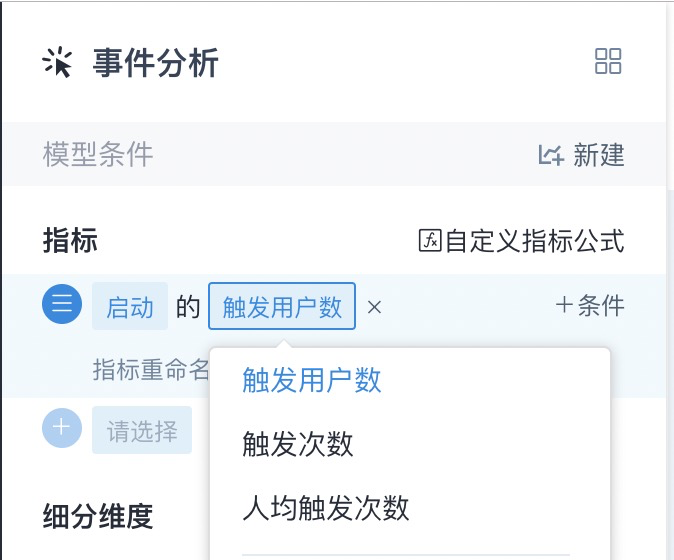 事件分析
模型条件 新建
指标 自定义指标公式
启动 的 触发用户数 × +条件
指标重命名
触发用户数
请选择
触发次数
人均触发次数
细分维度